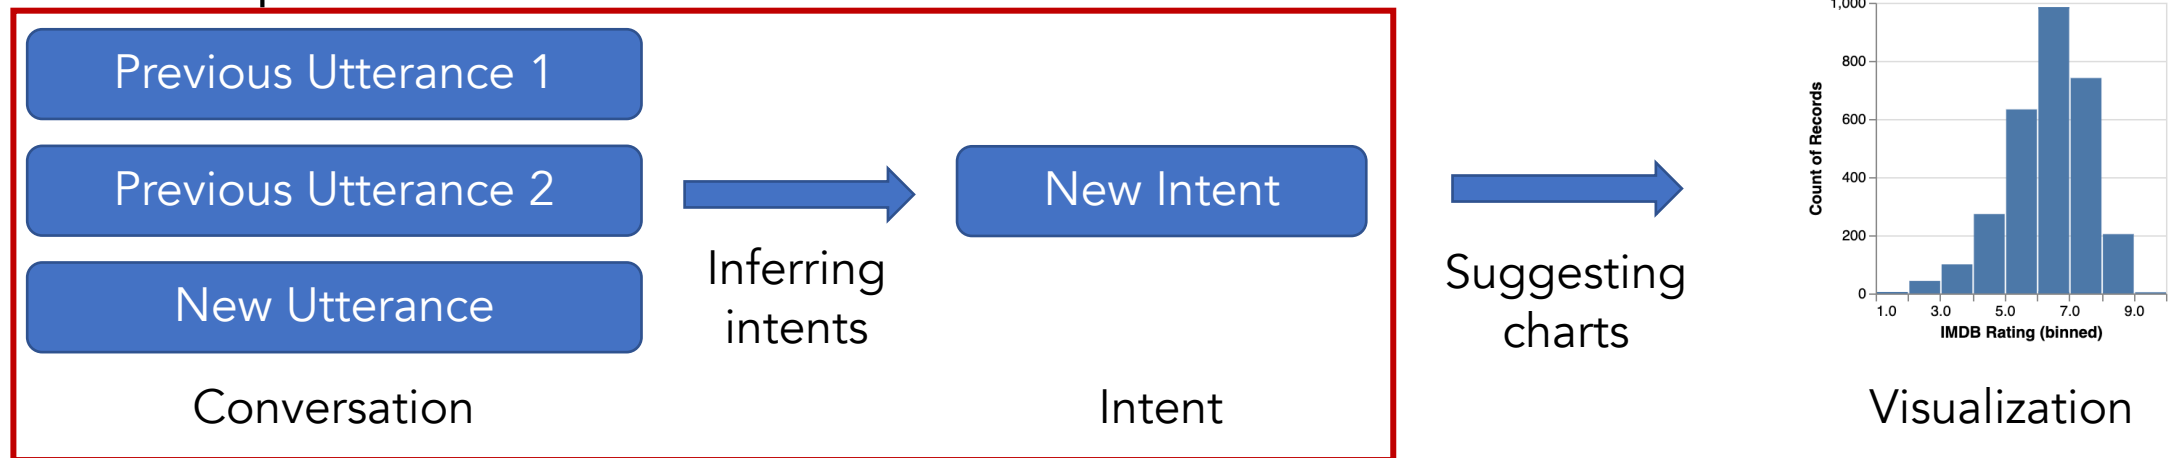 Previous Utterance 1
Previous Utterance 2
New Utterance
Conversation
Inferring
intents
New Intent
Intent
Suggesting
charts
1,000
800
600
400
200
0
Count of Records
1.0 3.0 5.0 7.0 9.0
IMDB Rating (binned)
Visualization